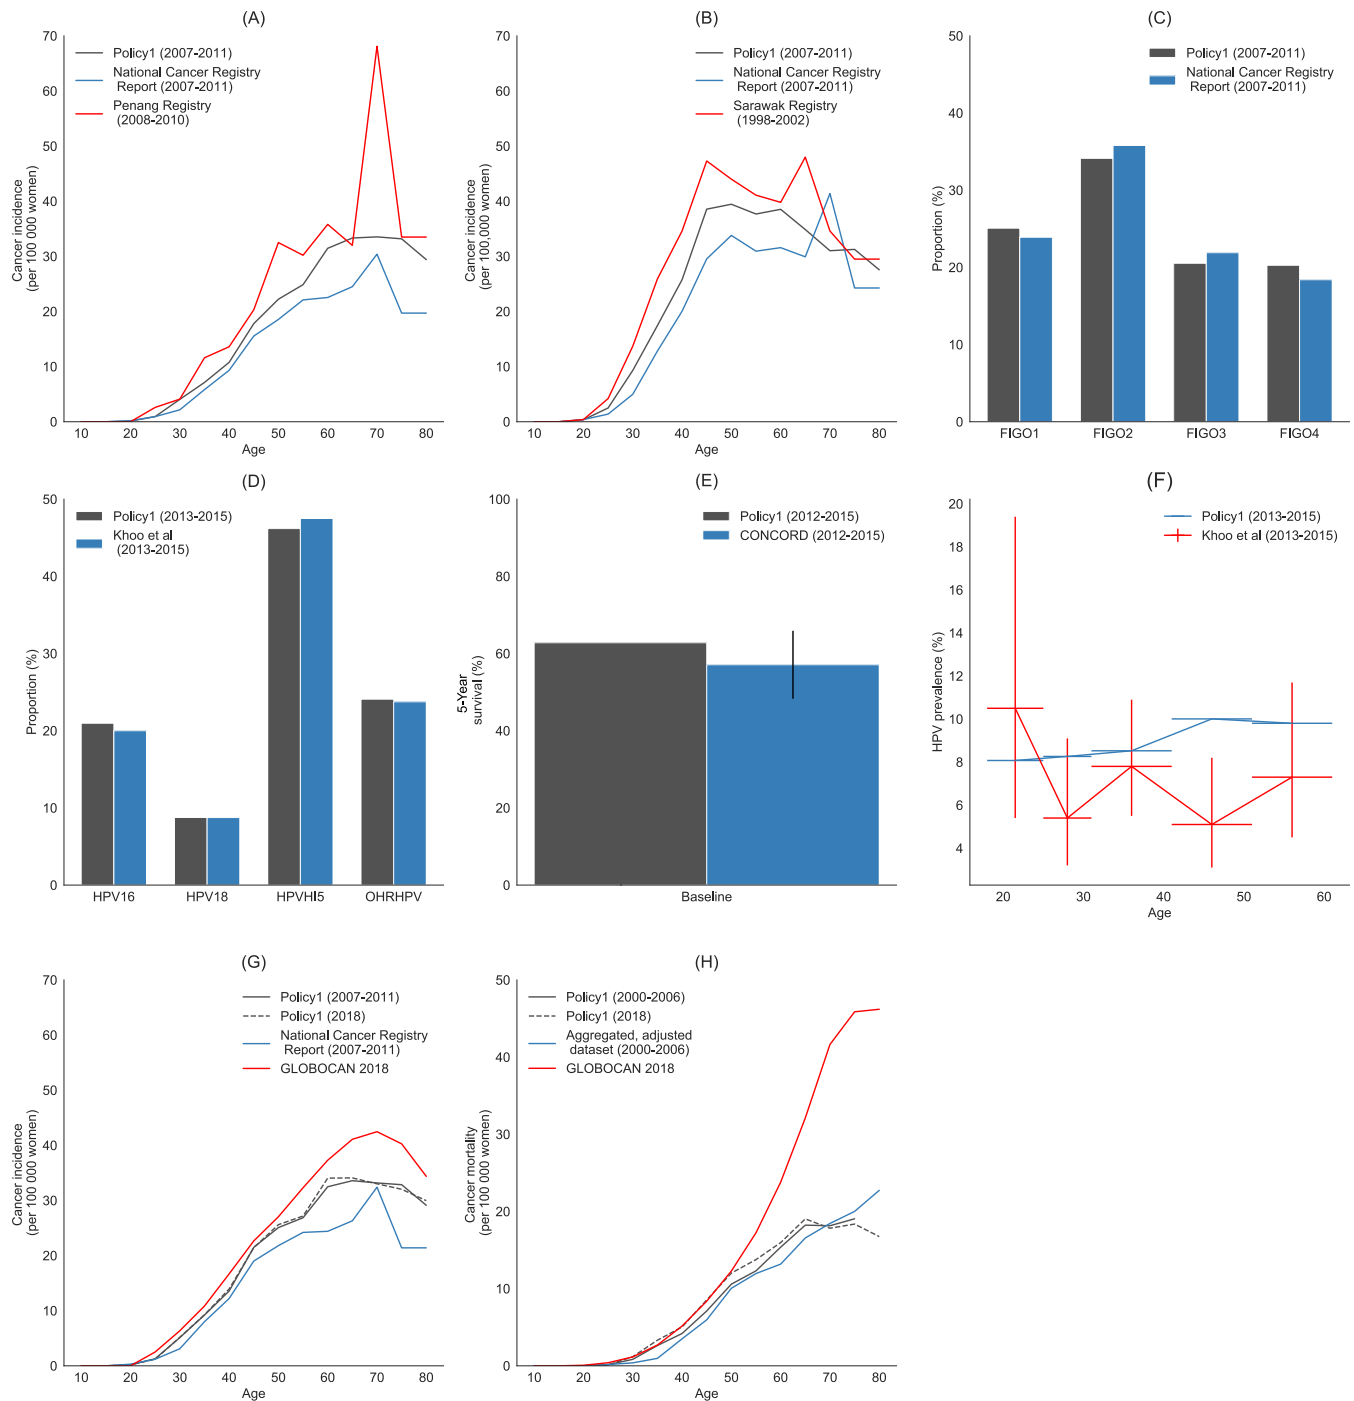 (A)
Cancer incidence
(per 100 000 women)
70
60
50
40
30
20
10
0
Policy1 (2007-2011)
National Cancer Registry
Report (2007-2011)
Penang Registry
(2008-2010)
10 20 30 40 50 60 70 80
Age
(B)
Cancer incidence
(per 100,000 women)
70
60
50
40
30
20
10
0
Policy1 (2007-2011)
National Cancer Registry
Report (2007-2011)
Sarawak Registry
(1998-2002)
10 20 30 40 50 60 70 80
Age
(C)
Proportion (%)
50
40
30
20
10
0
Policy1 (2007-2011)
National Cancer Registry
Report (2007-2011)
FIGO1 FIGO2 FIGO3 FIGO4
(D)
Proportion (%)
50
40
30
20
10
0
Policy1 (2013-2015)
Khoo et al
(2013-2015)
HPV16 HPV18 HPVHI5 OHRHPV
(E)
5-Year
survival (%)
100
80
60
40
20
0
Policy1 (2012-2015)
CONCORD (2012-2015)
Baseline
(F)
HPV prevalence (%)
20
18
16
14
12
10
8
6
4
Policy1 (2013-2015)
Khoo et al (2013-2015)
20 30 40 50 60
Age
(G)
Cancer incidence
(per 100 000 women)
70
60
50
40
30
20
10
0
Policy1 (2007-2011)
Policy1 (2018)
National Cancer Registry
Report (2007-2011)
GLOBOCAN 2018
10 20 30 40 50 60 70 80
Age
(H)
Cancer mortality
(per 100 000 women)
50
40
30
20
10
0
Policy1 (2000-2006)
Policy1 (2018)
Aggregated, adjusted
dataset (2000-2006)
GLOBOCAN 2018
10 20 30 40 50 60 70 80
Age